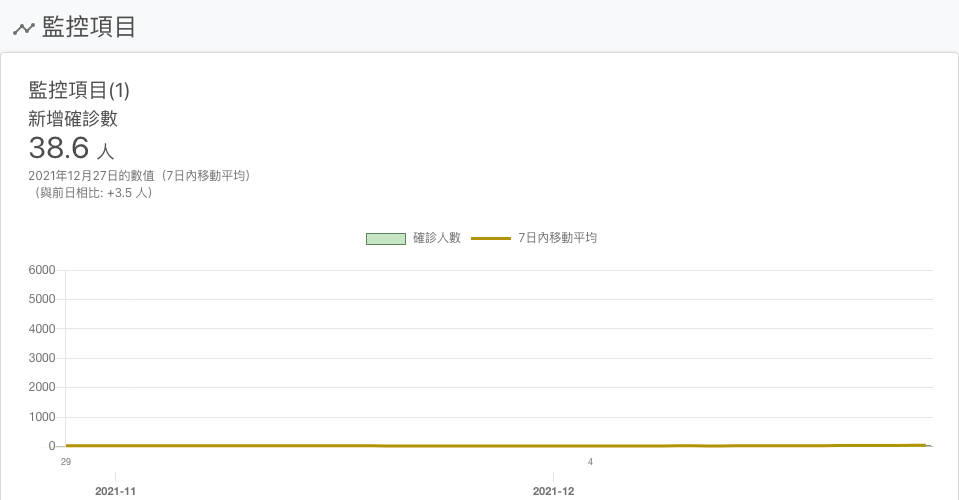 監控項目
監控項目(1)
新增確診數
38.6 人
2021年12月27日的數值（7日內移動平均）
（與前日相比: +3.5 人）
確診人數 7日內移動平均
6000
5000
4000
3000
2000
1000
0
29 4
2021-11 2021-12